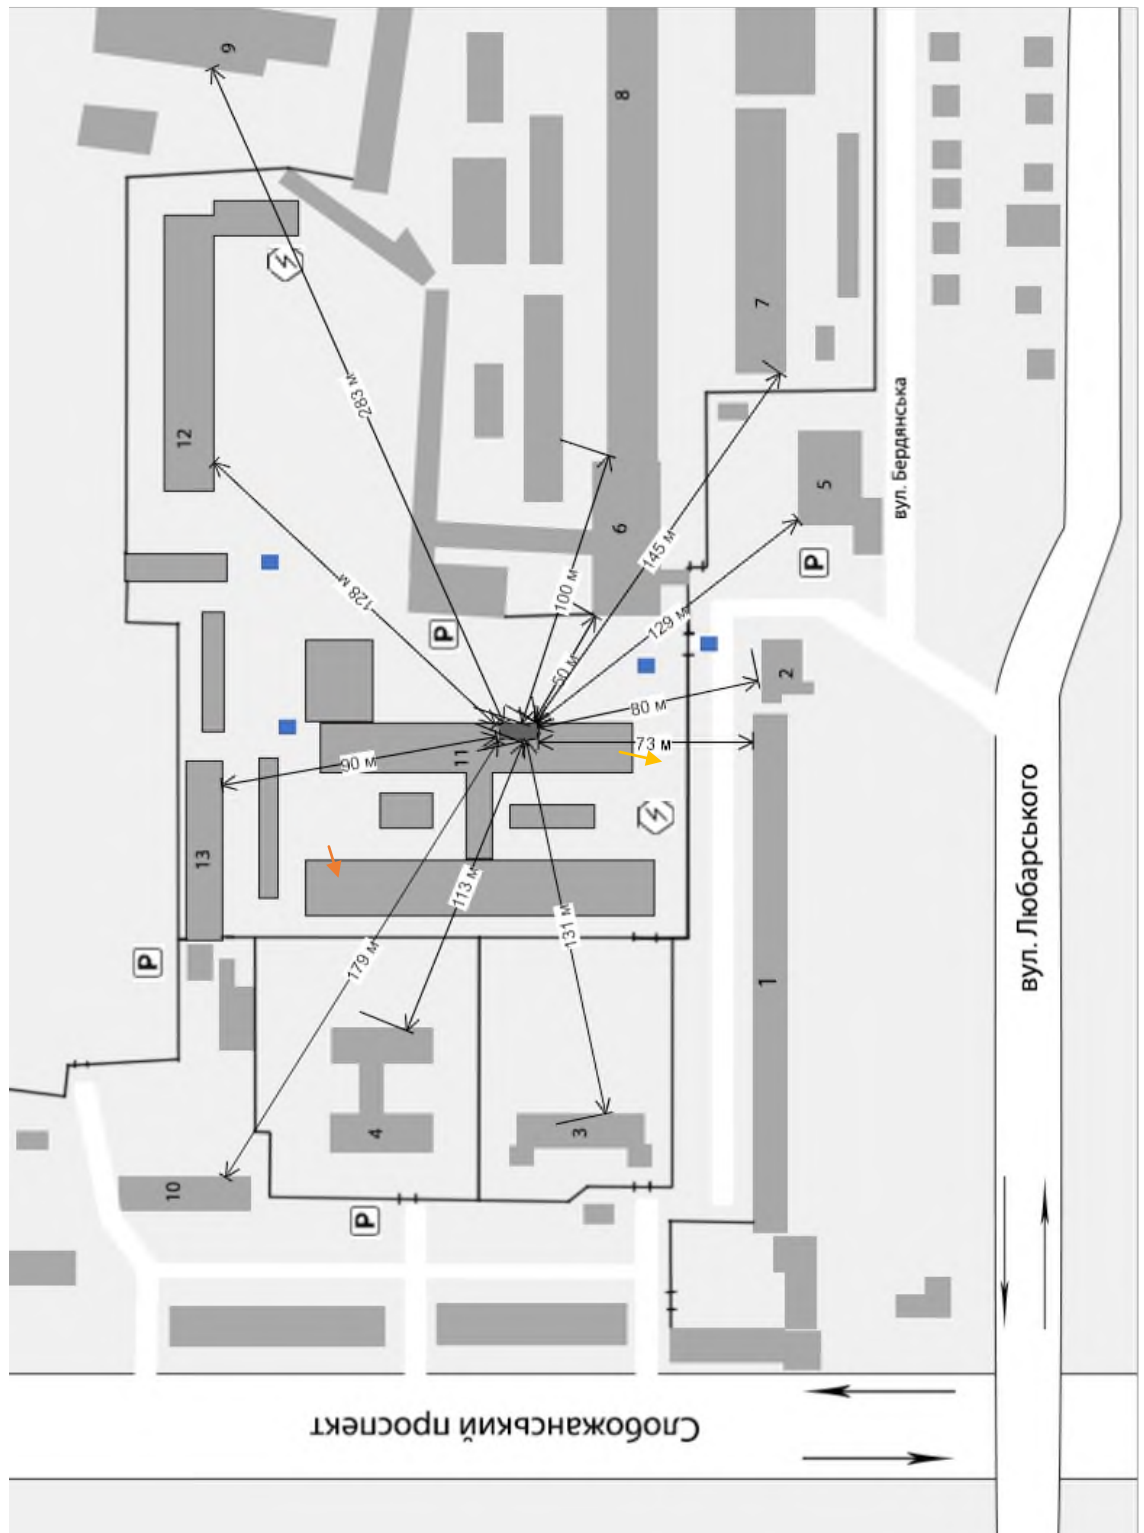 9
8
7
283 м
12
вул. Бердянська
5
6
145 м
100 м
128 м
129 м
P
P
50 м
2
80 м
73 м
11
90 м
13
113 м
131 м
179 м
P
1
вул. Любарського
4
3
10
P
Слобожанський проспект